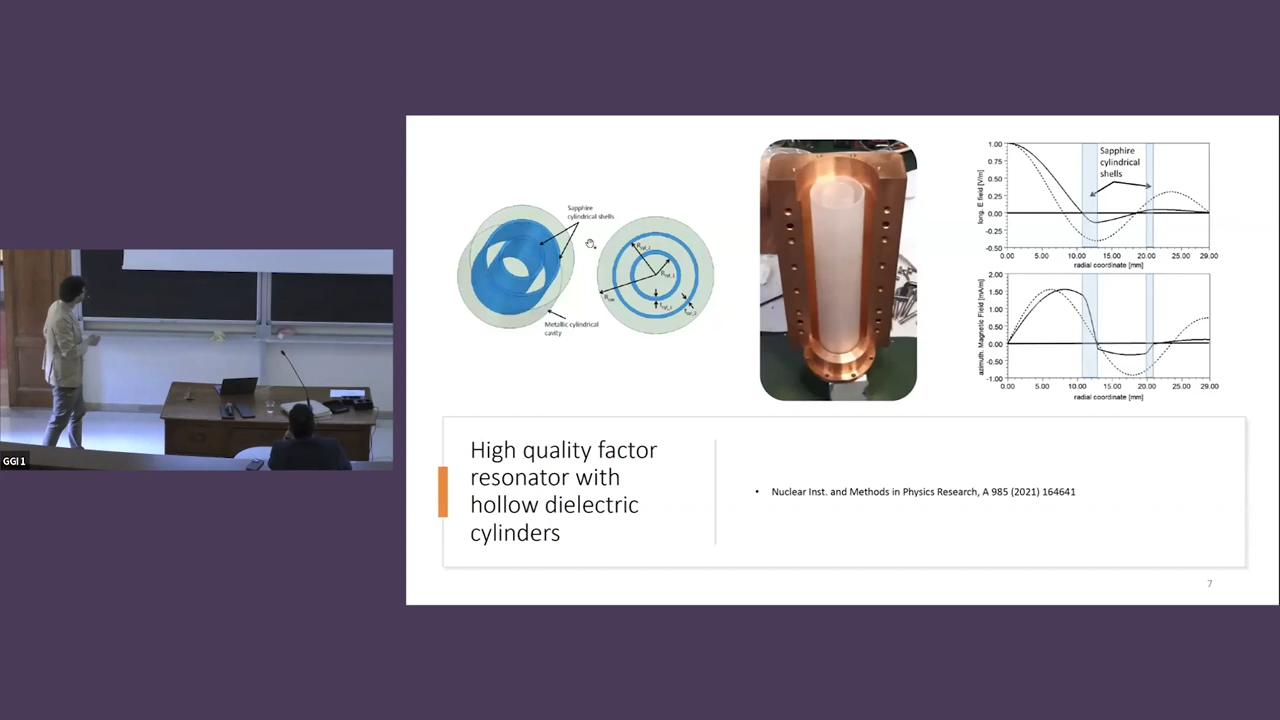 Sapphire
cylindrical shells
Metallic cylindrical
cavity
1.00
0.75
0.50
0.25
0.00
-0.25
-0.50
long. E field [V/m]
Sapphire
cylindrical
shells
0.00 5.00 10.00 15.00 20.00 25.00 29.00
radial coordinate [mm]
2.00
1.50
1.00
0.50
0.00
-0.50
-1.00
azimuth. Magnetic Field [mA/m]
0.00 5.00 10.00 15.00 20.00 25.00 29.00
radial coordinate [mm]
GGI 1
High quality factor
resonator with
hollow dielectric
cylinders
• Nuclear Inst. and Methods in Physics Research, A 985 (2021) 164641
7